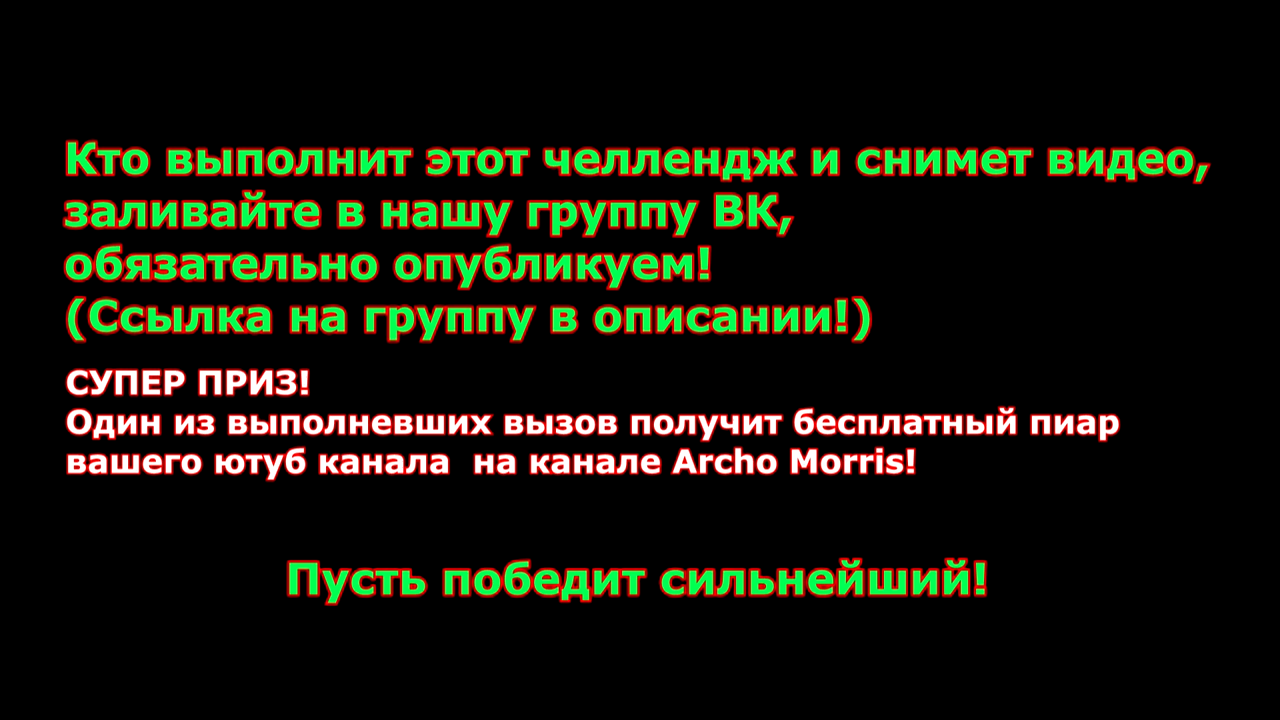 Кто выполнит этот челлендж и снимет видео,
заливайте в нашу группу ВК,
обязательно опубликуем!
(Ссылка на группу в описании!)
СУПЕР ПРИЗ!
Один из выполневших вызов получит бесплатный пиар
вашего ютуб канала на канале Archo Morris!
Пусть победит сильнейший!